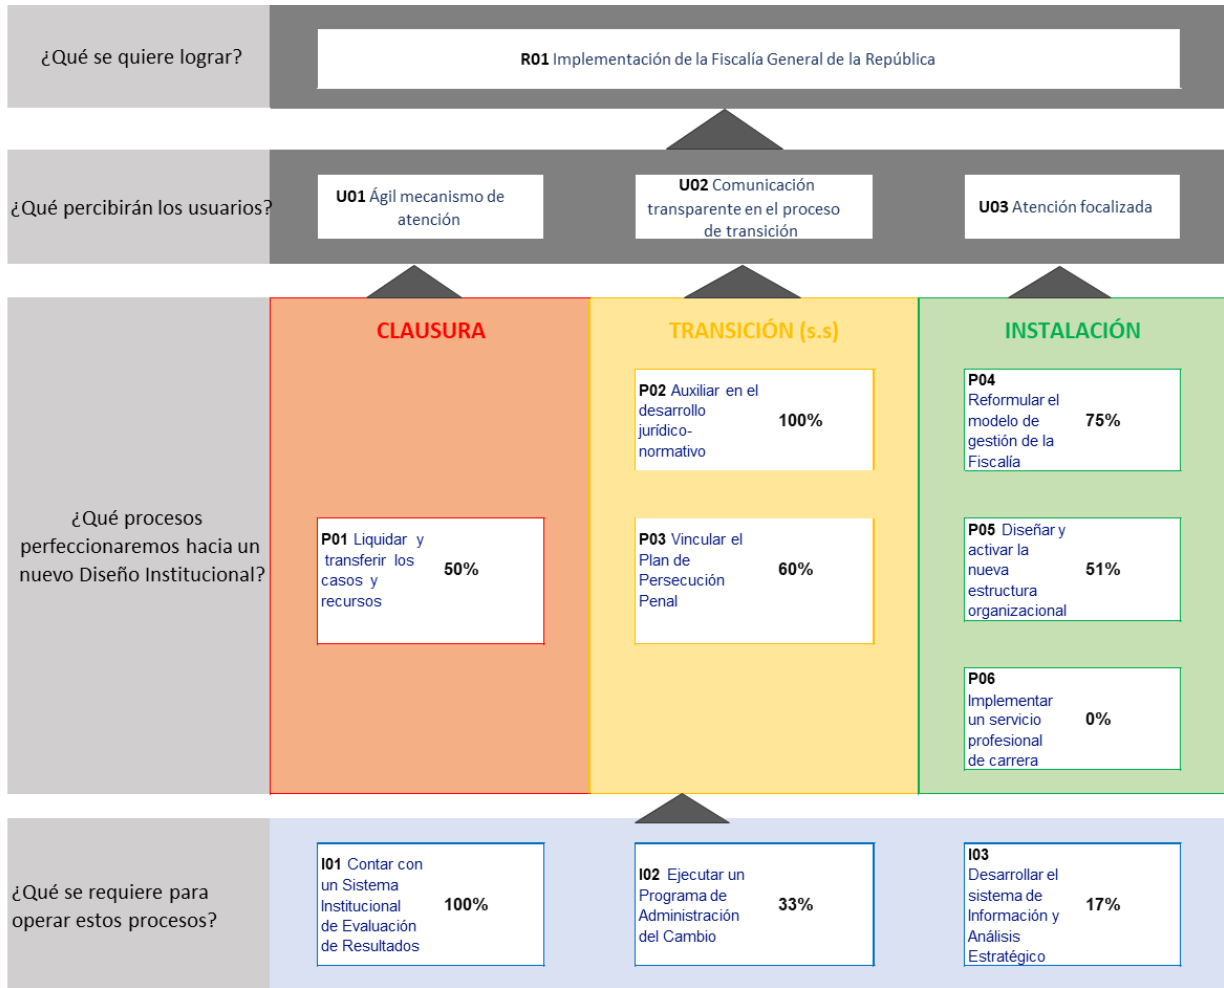 ¿Qué se quiere lograr?
R01 Implementación de la Fiscalía General de la República
¿Qué percibirán los usuarios?
U01 Ágil mecanismo de
atención
U02 Comunicación
transparente en el proceso
de transición
U03 Atención focalizada
¿Qué procesos
perfeccionaremos hacia un
nuevo Diseño Institucional?
CLAUSURA
P01 Liquidar y
transferir los
casos y
recursos
50%
TRANSICIÓN (s.s)
P02 Auxiliar en el
desarrollo
jurídico-
normativo
100%
P03 Vincular el
Plan de
Persecución
Penal
60%
INSTALACIÓN
P04
Reformular el
modelo de
gestión de la
Fiscalía
75%
P05 Diseñar y
activar la
nueva
estructura
organizacional
51%
P06
Implementar
un servicio
profesional
de carrera
0%
¿Qué se requiere para
operar estos procesos?
I01 Contar con
un Sistema
Institucional
de Evaluación
de Resultados
100%
I02 Ejecutar un
Programa de
Administración
del Cambio
33%
I03
Desarrollar el
sistema de
Información y
Análisis
Estratégico
17%